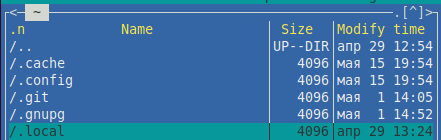 <─ ~ .[^]>
.n Name Size Modify time
/.. UP--DIR апр 29 12:54
/.cache 4096 мая 15 19:54
/.config 4096 мая 15 19:54
/.git 4096 мая 1 14:05
/.gnupg 4096 мая 1 14:52
/.local 4096 апр 29 13:24